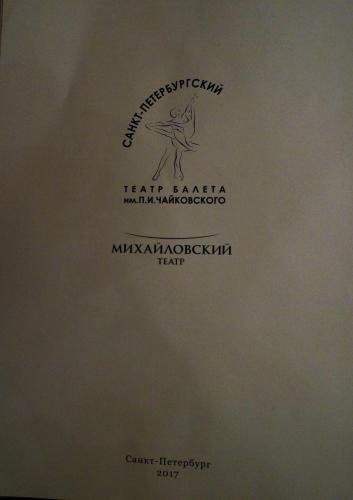 САНКТ-ПЕТЕРБУРГСКИЙ
ТЕАТР БАЛЕТА
ИМ.П.И.ЧАЙКОВСКОГО
МИХАЙЛОВСКИЙ
ТЕАТР
Санкт-Петербург
2017